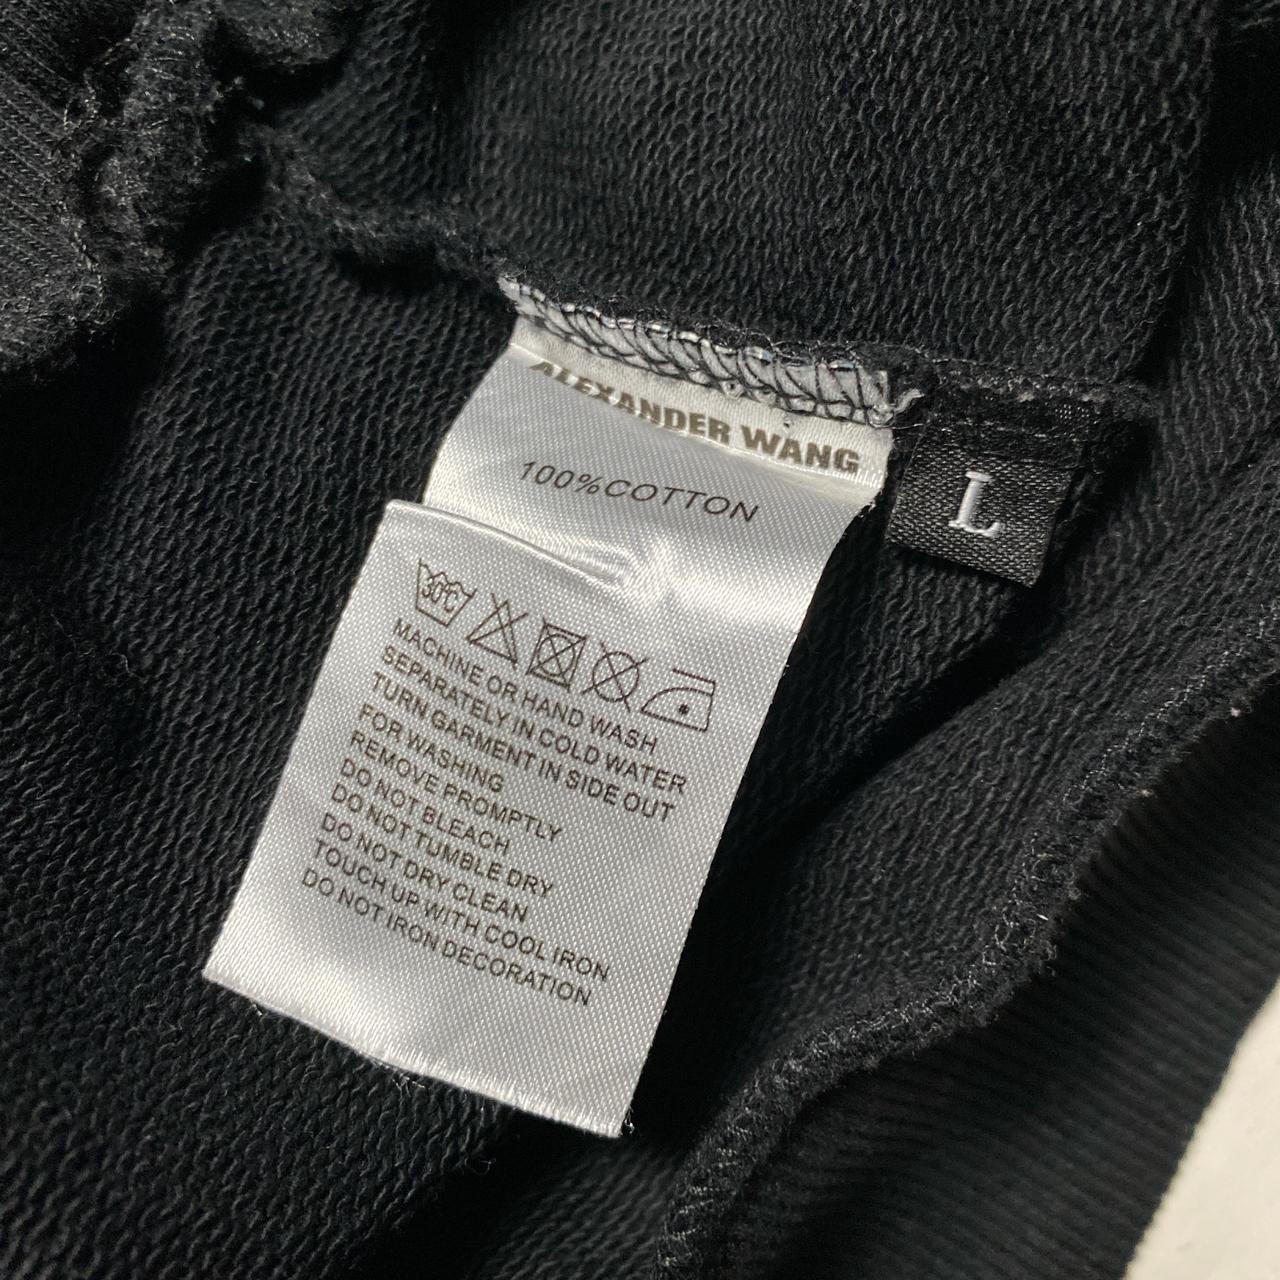 ALEXANDER WANG
100%COTTON
L
30°C
MACHINE OR HAND WASH
SEPARATELY IN COLD WATER
TURN GARMENT IN SIDE OUT
FOR WASHING
REMOVE PROMPTLY
DO NOT BLEACH
DO NOT TUMBLE DRY
DO NOT DRY CLEAN
TOUCH UP WITH COOL IRON
DO NOT IRON DECORATION